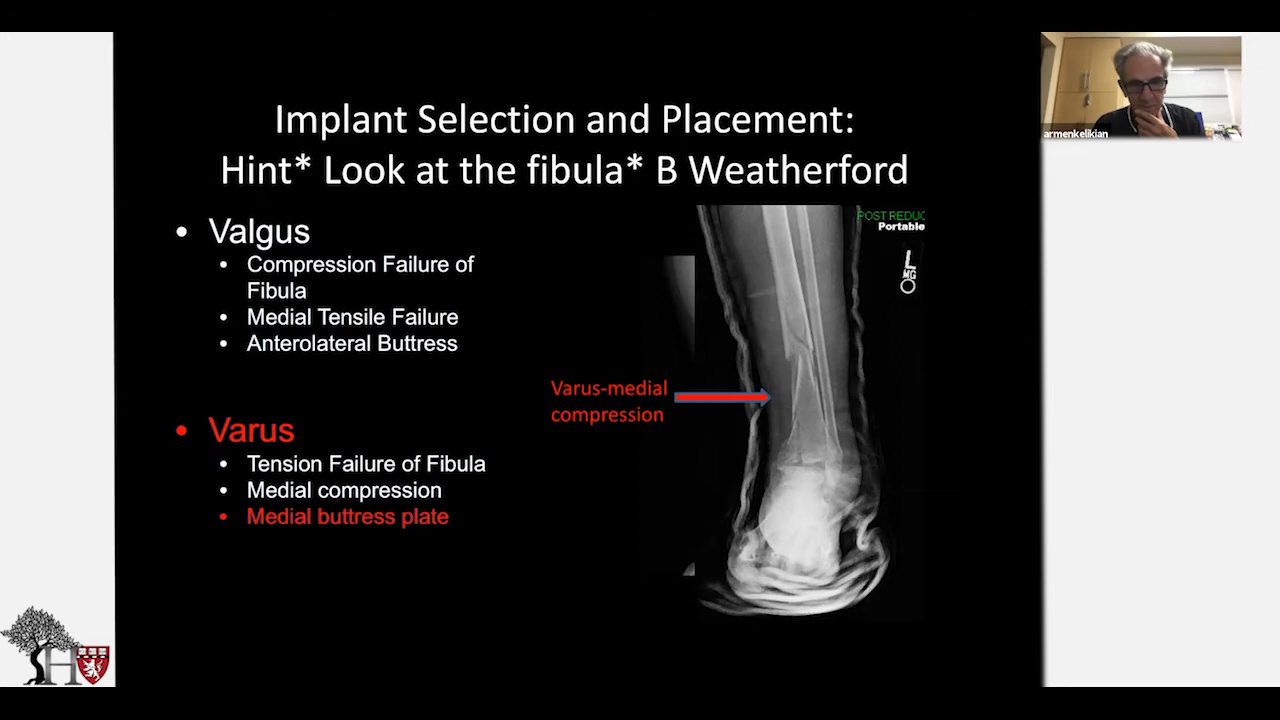 Implant Selection and Placement:
Hint* Look at the fibula* B Weatherford
• Valgus
• Compression Failure of
Fibula
• Medial Tensile Failure
• Anterolateral Buttress
• Varus
• Tension Failure of Fibula
• Medial compression
• Medial buttress plate
Varus-medial
compression
POST REDUC
Portable
L
MG
armenkelikian
H